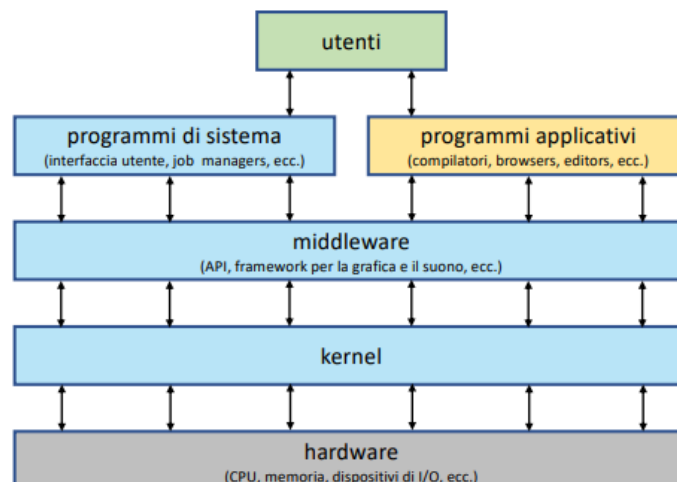 utenti
programmi di sistema
(interfaccia utente, job managers, ecc.)
programmi applicativi
(compilatori, browsers, editors, ecc.)
middleware
(API, framework per la grafica e il suono, ecc.)
kernel
hardware
(CPU, memoria, dispositivi di I/O, ecc.)